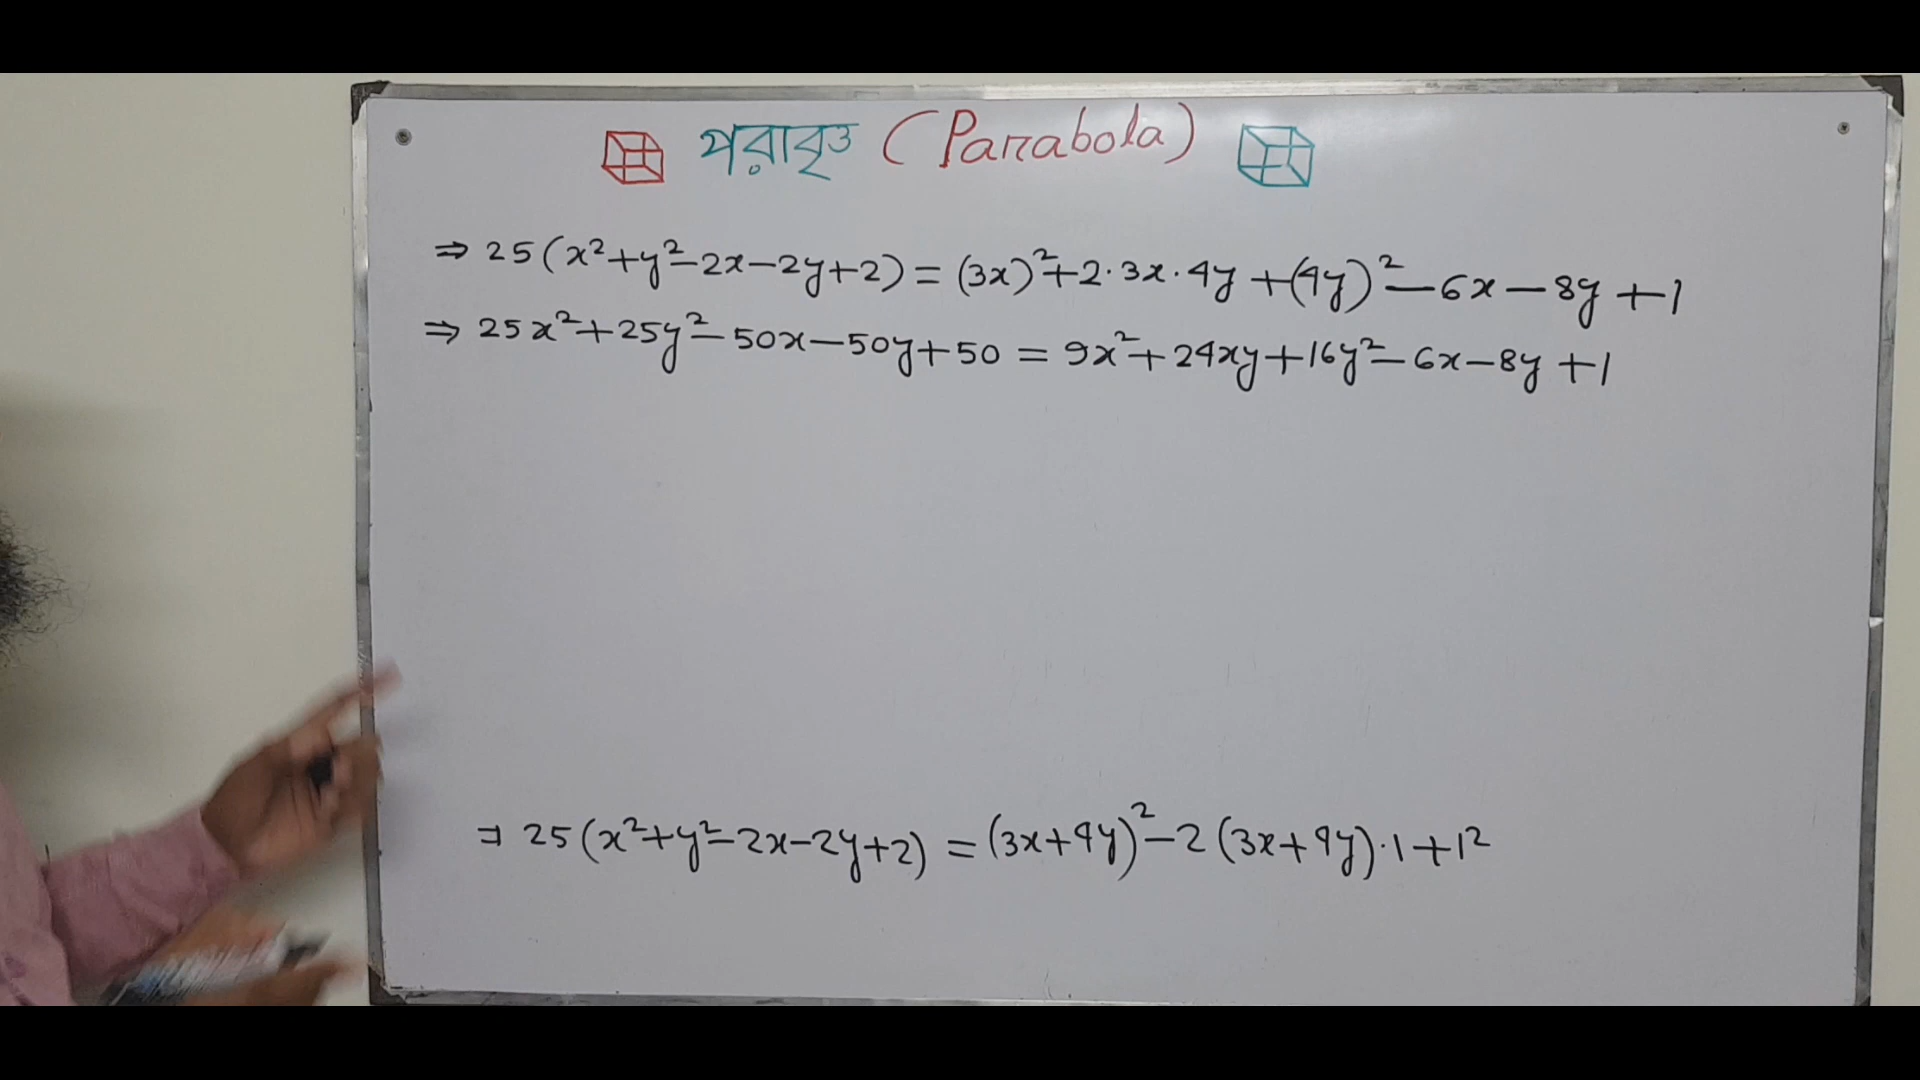 পরাবৃত্ত (Parabola)
⇒ 25(x²+y²-2x-2y+2) = (3x)²+2·3x·4y+(4y)²-6x-8y+1
⇒ 25x²+25y²-50x-50y+50 = 9x²+24xy+16y²-6x-8y+1
⇒ 25(x²+y²-2x-2y+2) = (3x+4y)²-2(3x+4y)·1+1²